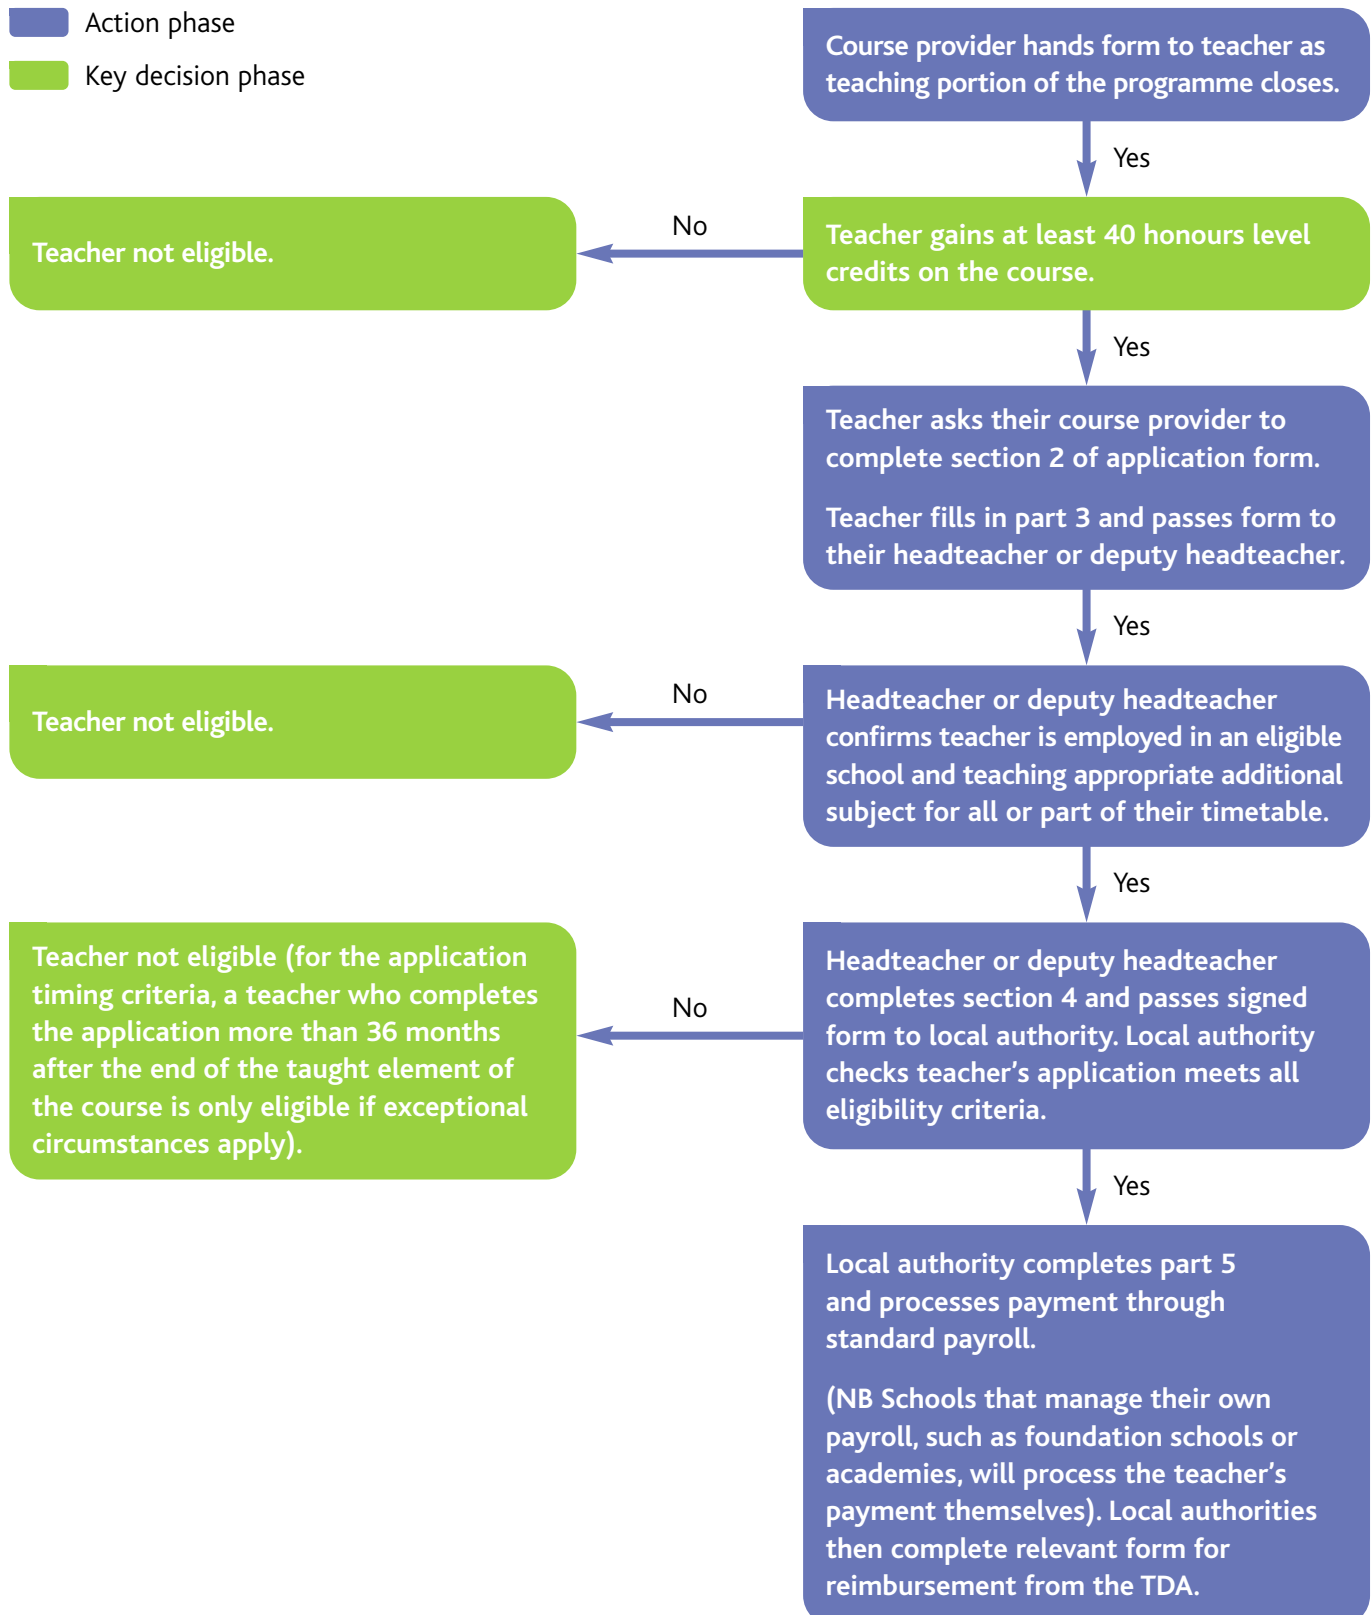 Action phase
Key decision phase
Course provider hands form to teacher as
teaching portion of the programme closes.
Yes
Teacher gains at least 40 honours level
credits on the course.
No
Teacher not eligible.
Yes
Teacher asks their course provider to
complete section 2 of application form.
Teacher fills in part 3 and passes form to
their headteacher or deputy headteacher.
Yes
Headteacher or deputy headteacher
confirms teacher is employed in an eligible
school and teaching appropriate additional
subject for all or part of their timetable.
No
Teacher not eligible.
Yes
Headteacher or deputy headteacher
completes section 4 and passes signed
form to local authority. Local authority
checks teacher’s application meets all
eligibility criteria.
No
Teacher not eligible (for the application
timing criteria, a teacher who completes
the application more than 36 months
after the end of the taught element of
the course is only eligible if exceptional
circumstances apply).
Yes
Local authority completes part 5
and processes payment through
standard payroll.
(NB Schools that manage their own
payroll, such as foundation schools or
academies, will process the teacher’s
payment themselves). Local authorities
then complete relevant form for
reimbursement from the TDA.